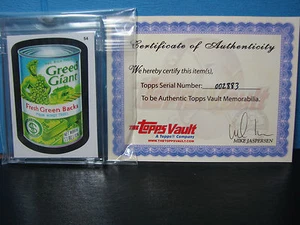 54
Greed
Giant
Fresh Green Backs
Certificate of Authenticity
We hereby certify this item(s),
Topps Serial Number: 002883
To be Authentic Topps Vault Memorabilia.
THE Topps Vault
A Topps Company
WWW.THETOPPSVAULT.COM
MIKE JASPERSEN